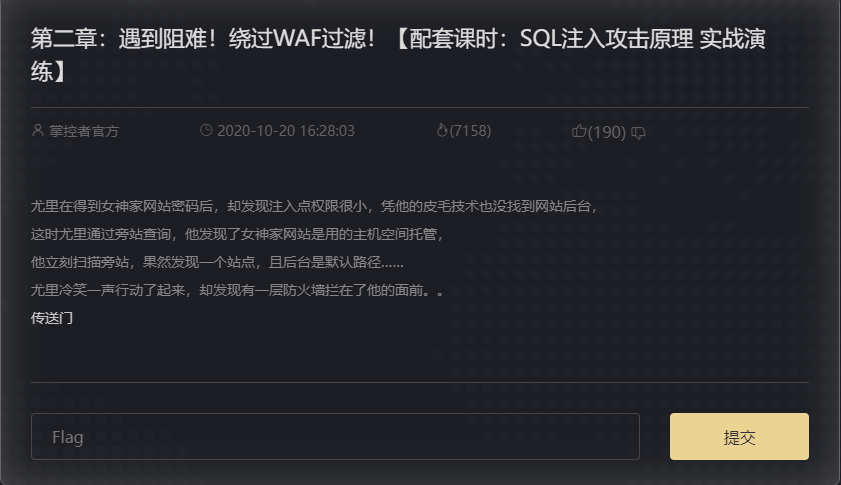 第二章：遇到阻难！绕过WAF过滤！【配套课时：SQL注入攻击原理 实战演
练】
掌控者官方 2020-10-20 16:28:03 (7158) (190)
尤里在得到女神家网站密码后，却发现注入点权限很小，凭他的皮毛技术也没找到网站后台，
这时尤里通过旁站查询，他发现了女神家网站是用的主机空间托管，
他立刻扫描旁站，果然发现一个站点，且后台是默认路径......
尤里冷笑一声行动了起来，却发现有一层防火墙拦在了他的面前。。
传送门
Flag 提交